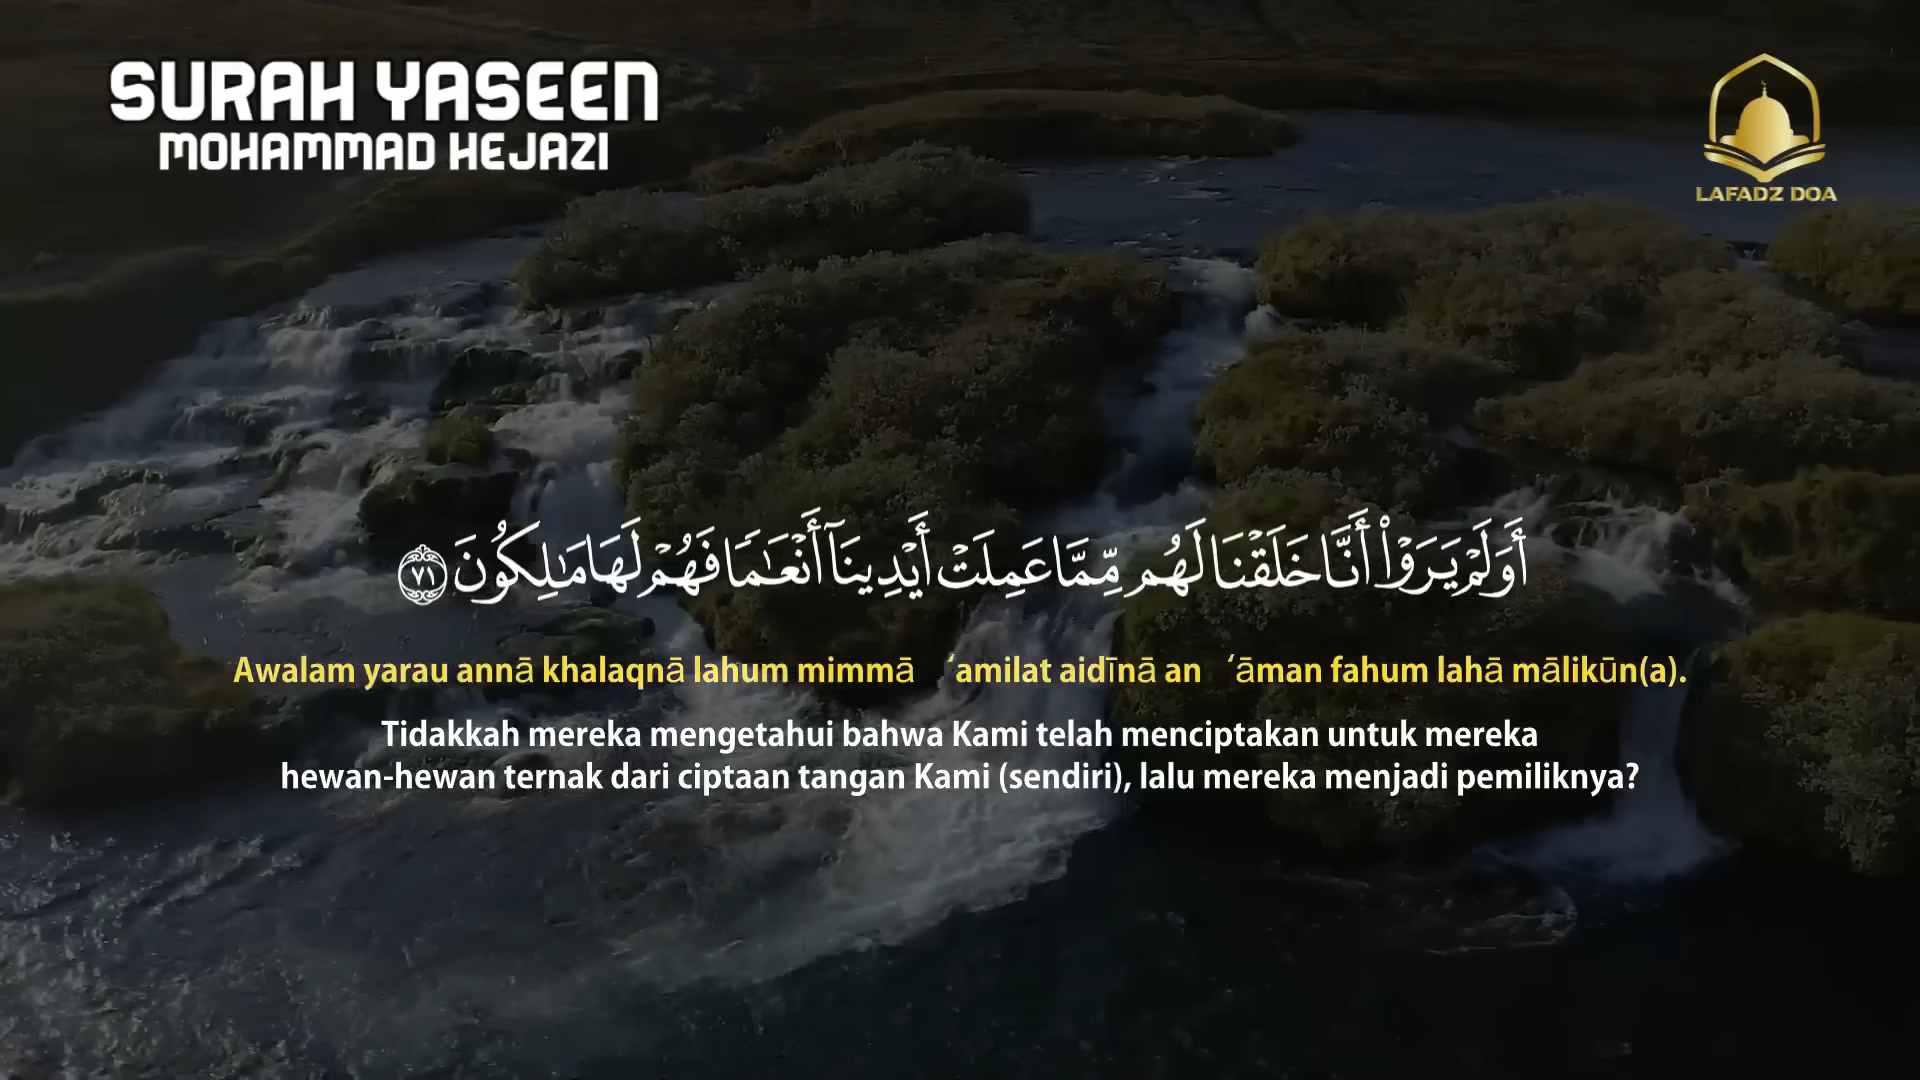 SURAH YASEEN
MOHAMMAD HEJAZI
LAFADZ DOA
أَوَلَمْ يَرَوْا۟ أَنَّا خَلَقْنَا لَهُم مِّمَّا عَمِلَتْ أَيْدِينَآ أَنْعَـٰمًا فَهُمْ لَهَا مَـٰلِكُونَ ٧١
Awalam yarau annā khalaqnā lahum mimmā ‘amilat aidīnā an ‘āman fahum lahā mālikūn(a).
Tidakkah mereka mengetahui bahwa Kami telah menciptakan untuk mereka
hewan-hewan ternak dari ciptaan tangan Kami (sendiri), lalu mereka menjadi pemiliknya?